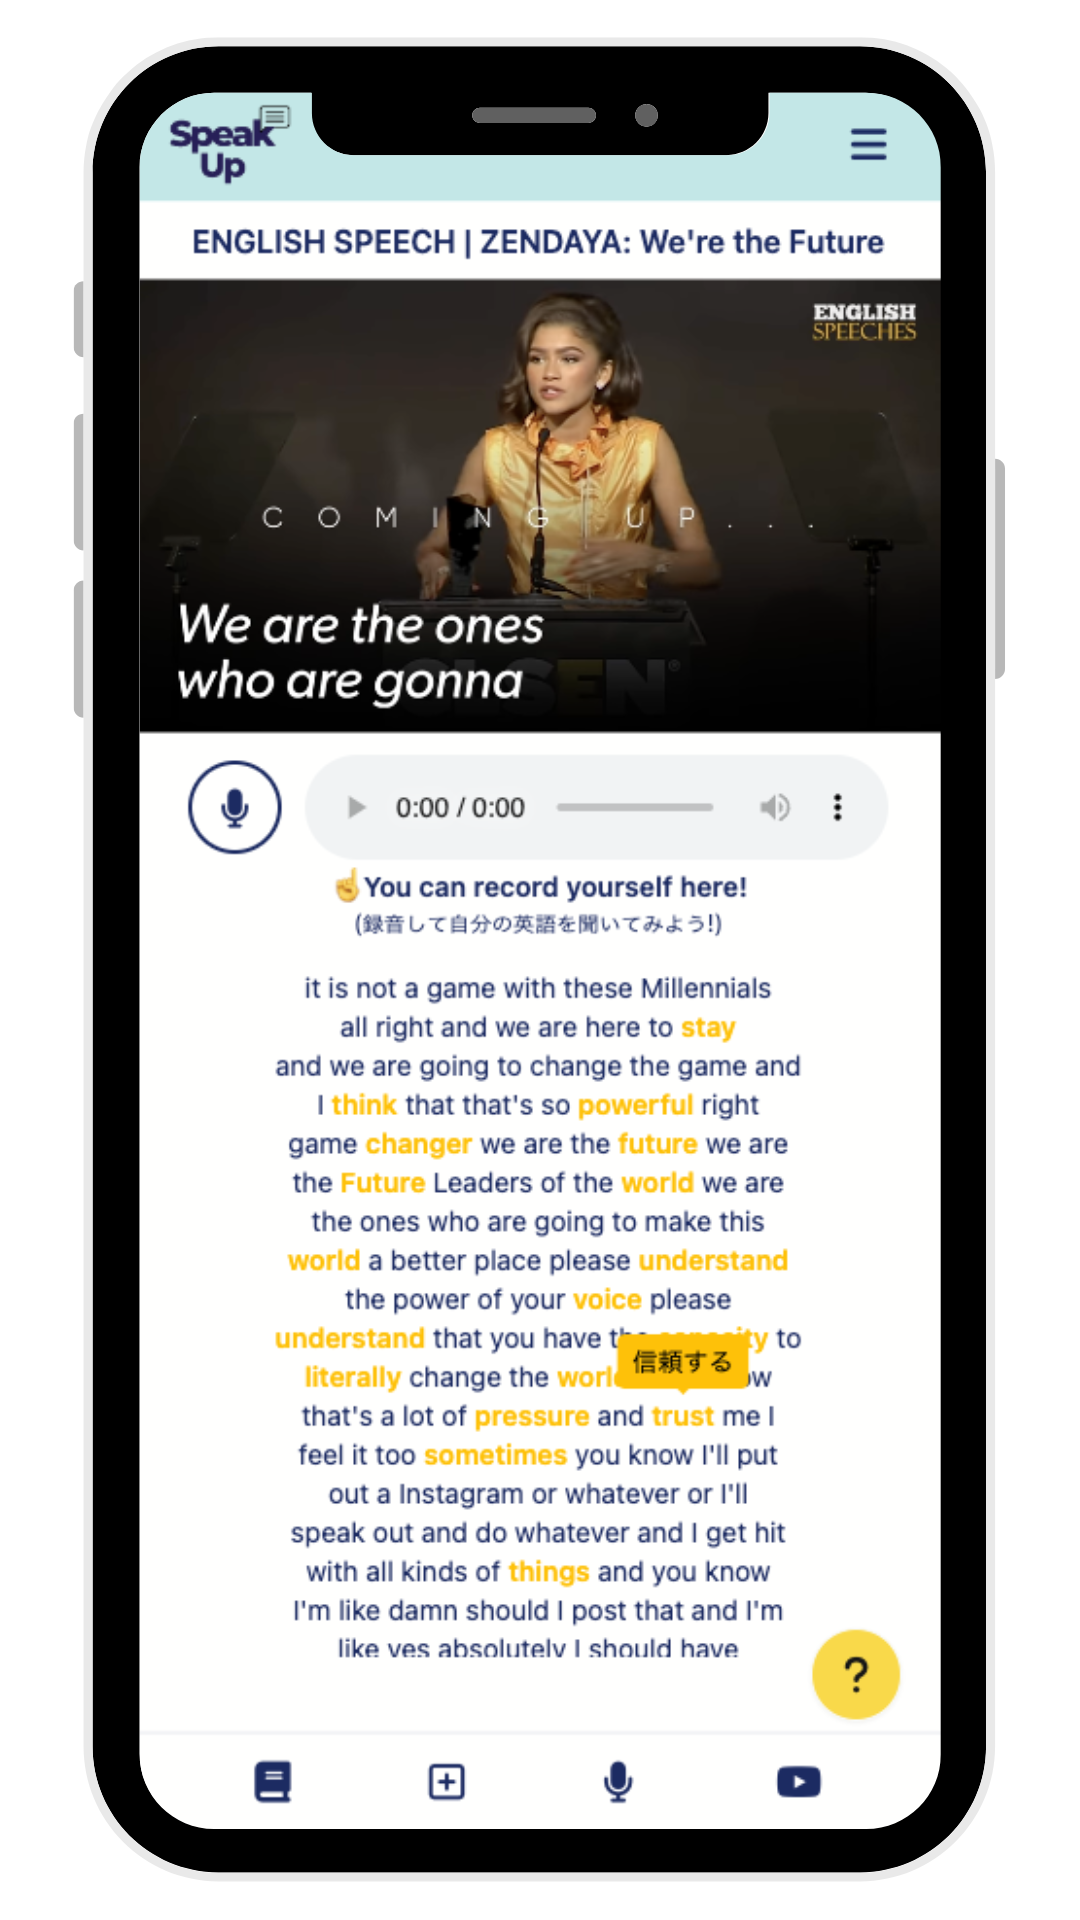 Speak
Up
ENGLISH SPEECH | ZENDAYA: We're the Future
ENGLISH
SPEECHES
COMING UP...
We are the ones
who are gonna
OLSEN®
0:00 / 0:00
☝You can record yourself here!
(録音して自分の英語を聞いてみよう!)
it is not a game with these Millennials
all right and we are here to stay
and we are going to change the game and
I think that that's so powerful right
game changer we are the future we are
the Future Leaders of the world we are
the ones who are going to make this
world a better place please understand
the power of your voice please
understand that you have the capacity to
信頼する
literally change the world
that's a lot of pressure and trust me I
feel it too sometimes you know I'll put
out a Instagram or whatever or I'll
speak out and do whatever and I get hit
with all kinds of things and you know
I'm like damn should I post that and I'm
like yes absolutely I should have
?